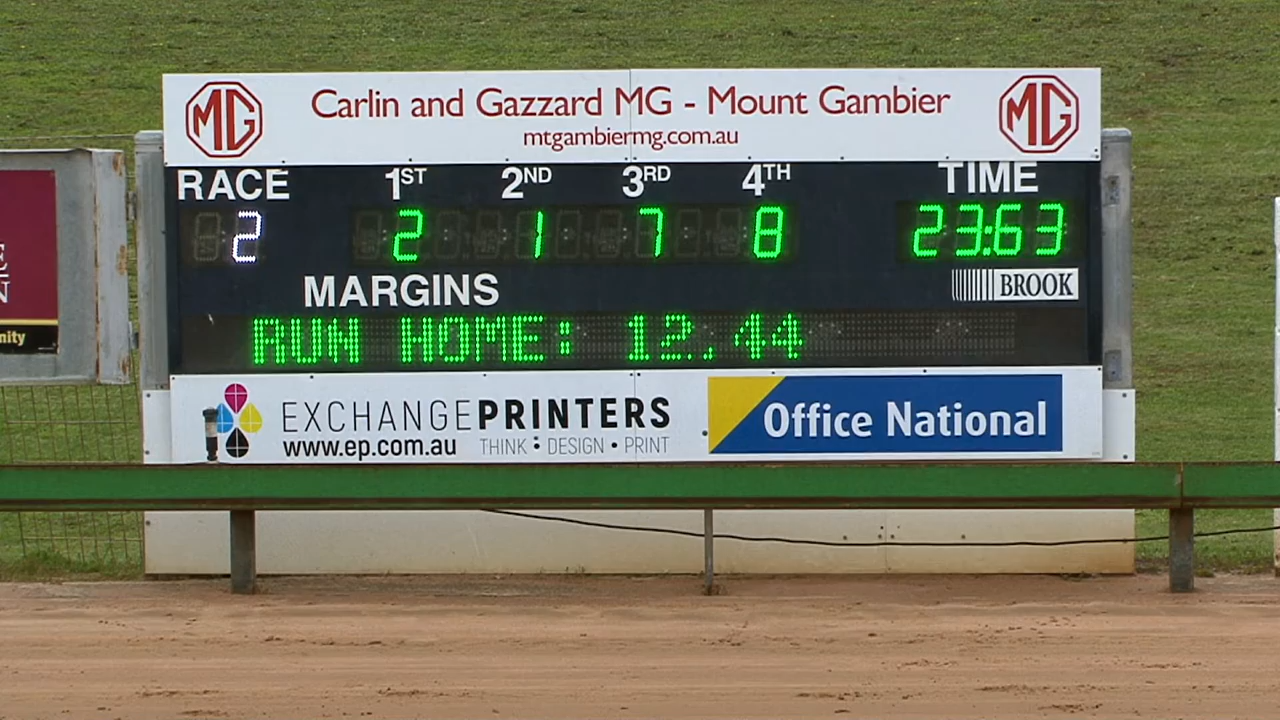 MG Carlin and Gazzard MG - Mount Gambier MG
mtgambiermg.com.au
RACE 1ST 2ND 3RD 4TH TIME
2 2 1 7 8 23:63
MARGINS BROOK
RUN HOME: 12.44
EXCHANGEPRINTERS
www.ep.com.au THINK : DESIGN • PRINT
Office National
E
N
nity